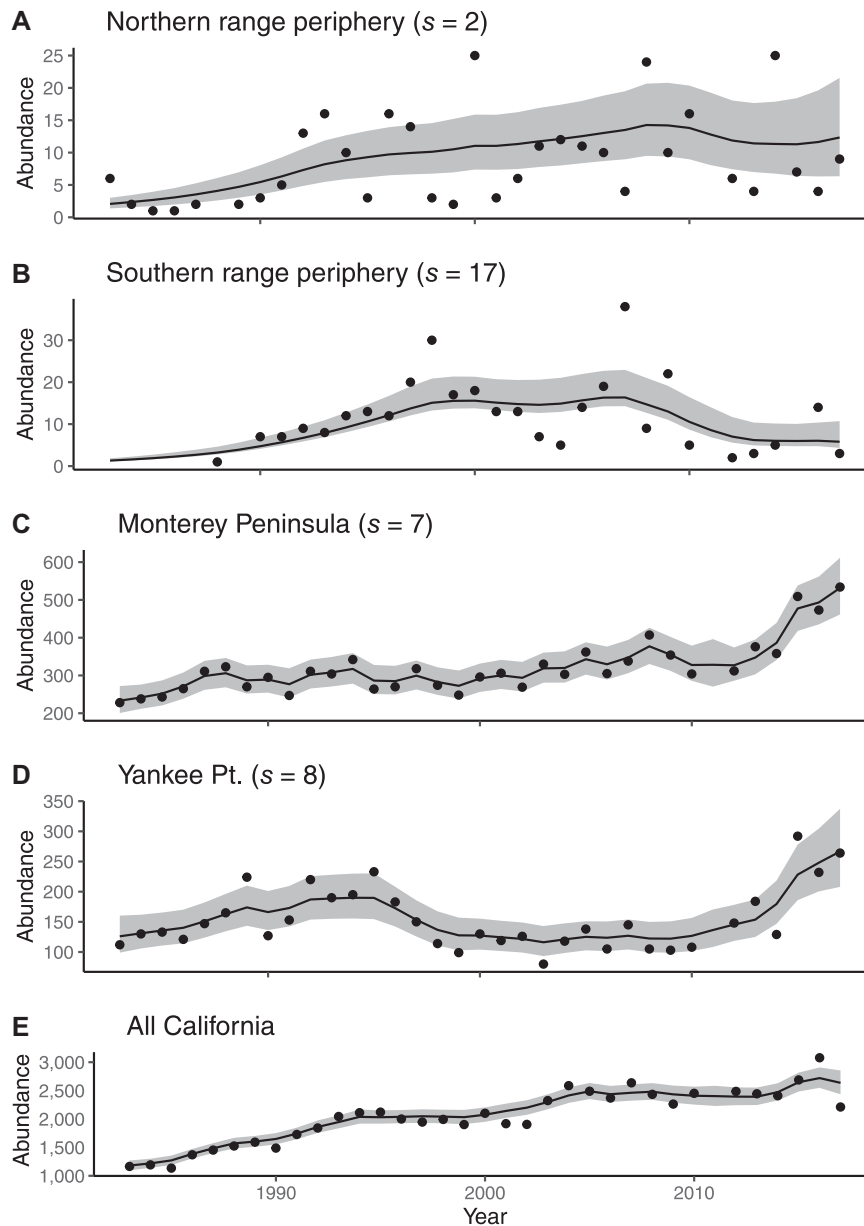 A Northern range periphery (s = 2)
Abundance
25
20
15
10
5
0
B Southern range periphery (s = 17)
Abundance
30
20
10
0
C Monterey Peninsula (s = 7)
Abundance
600
500
400
300
200
D Yankee Pt. (s = 8)
Abundance
350
300
250
200
150
100
E All California
Abundance
3,000
2,500
2,000
1,500
1,000
1990 2000 2010
Year